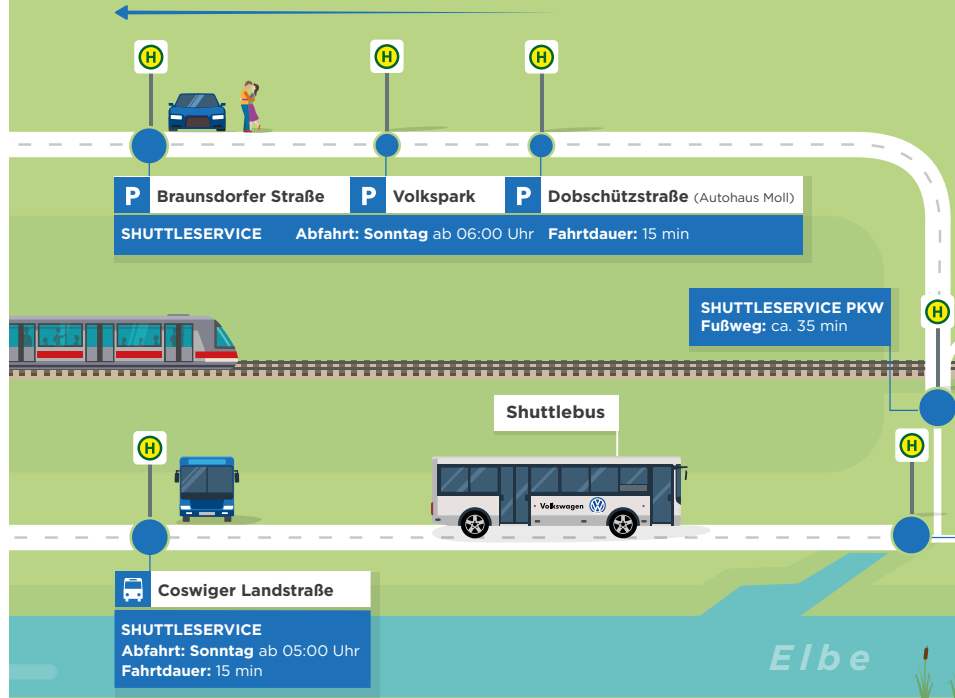 H
H
H
P Braunsdorfer Straße P Volkspark P Dobschützstraße (Autohaus Moll)
SHUTTLESERVICE Abfahrt: Sonntag ab 06:00 Uhr Fahrtdauer: 15 min
SHUTTLESERVICE PKW
Fußweg: ca. 35 min
H
Shuttlebus
H
H
Volkswagen
Coswiger Landstraße
SHUTTLESERVICE
Abfahrt: Sonntag ab 05:00 Uhr
Fahrtdauer: 15 min
Elbe